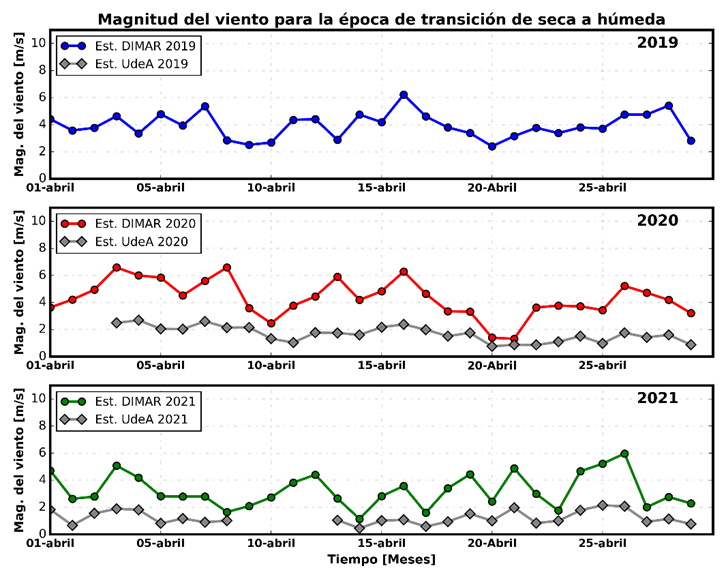 Magnitud del viento para la época de transición de seca a húmeda
Mag. del viento [m/s]
10
8
6
4
2
0
Est. DIMAR 2019
Est. UdeA 2019
2019
01-abril 05-abril 10-abril 15-abril 20-Abril 25-abril
Mag. del viento [m/s]
10
8
6
4
2
0
Est. DIMAR 2020
Est. UdeA 2020
2020
01-abril 05-abril 10-abril 15-abril 20-Abril 25-abril
Mag. del viento [m/s]
10
8
6
4
2
0
Est. DIMAR 2021
Est. UdeA 2021
2021
01-abril 05-abril 10-abril 15-abril 20-Abril 25-abril
Tiempo [Meses]